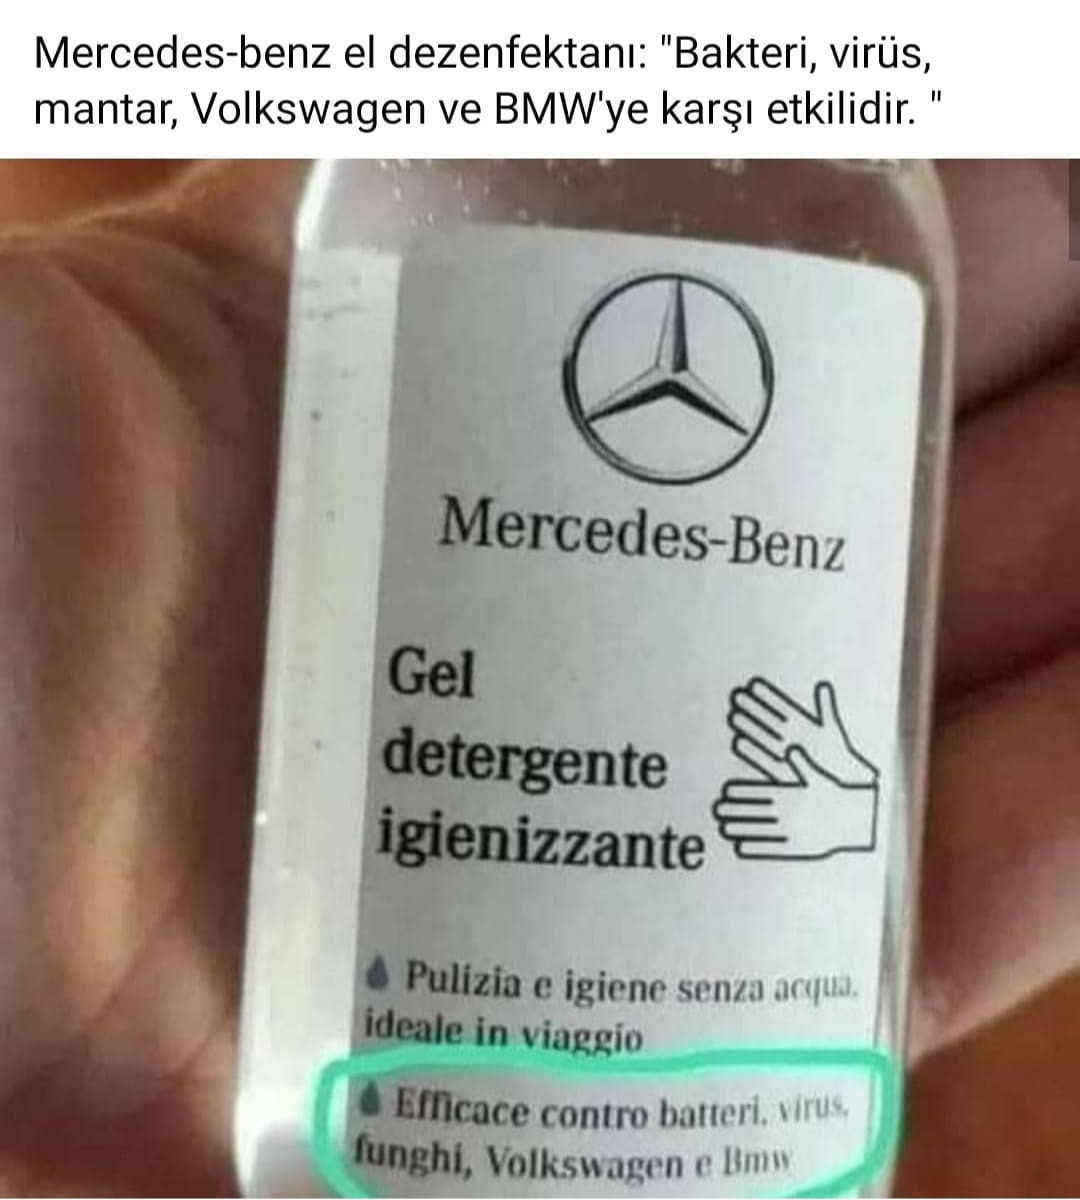 Mercedes-benz el dezenfektanı: "Bakteri, virüs,
mantar, Volkswagen ve BMW'ye karşı etkilidir. "
Mercedes-Benz
Gel
detergente
igienizzante
Pulizia e igiene senza acqua.
ideale in viaggio
Efficace contro batteri. virus.
funghi, Volkswagen e Bmw